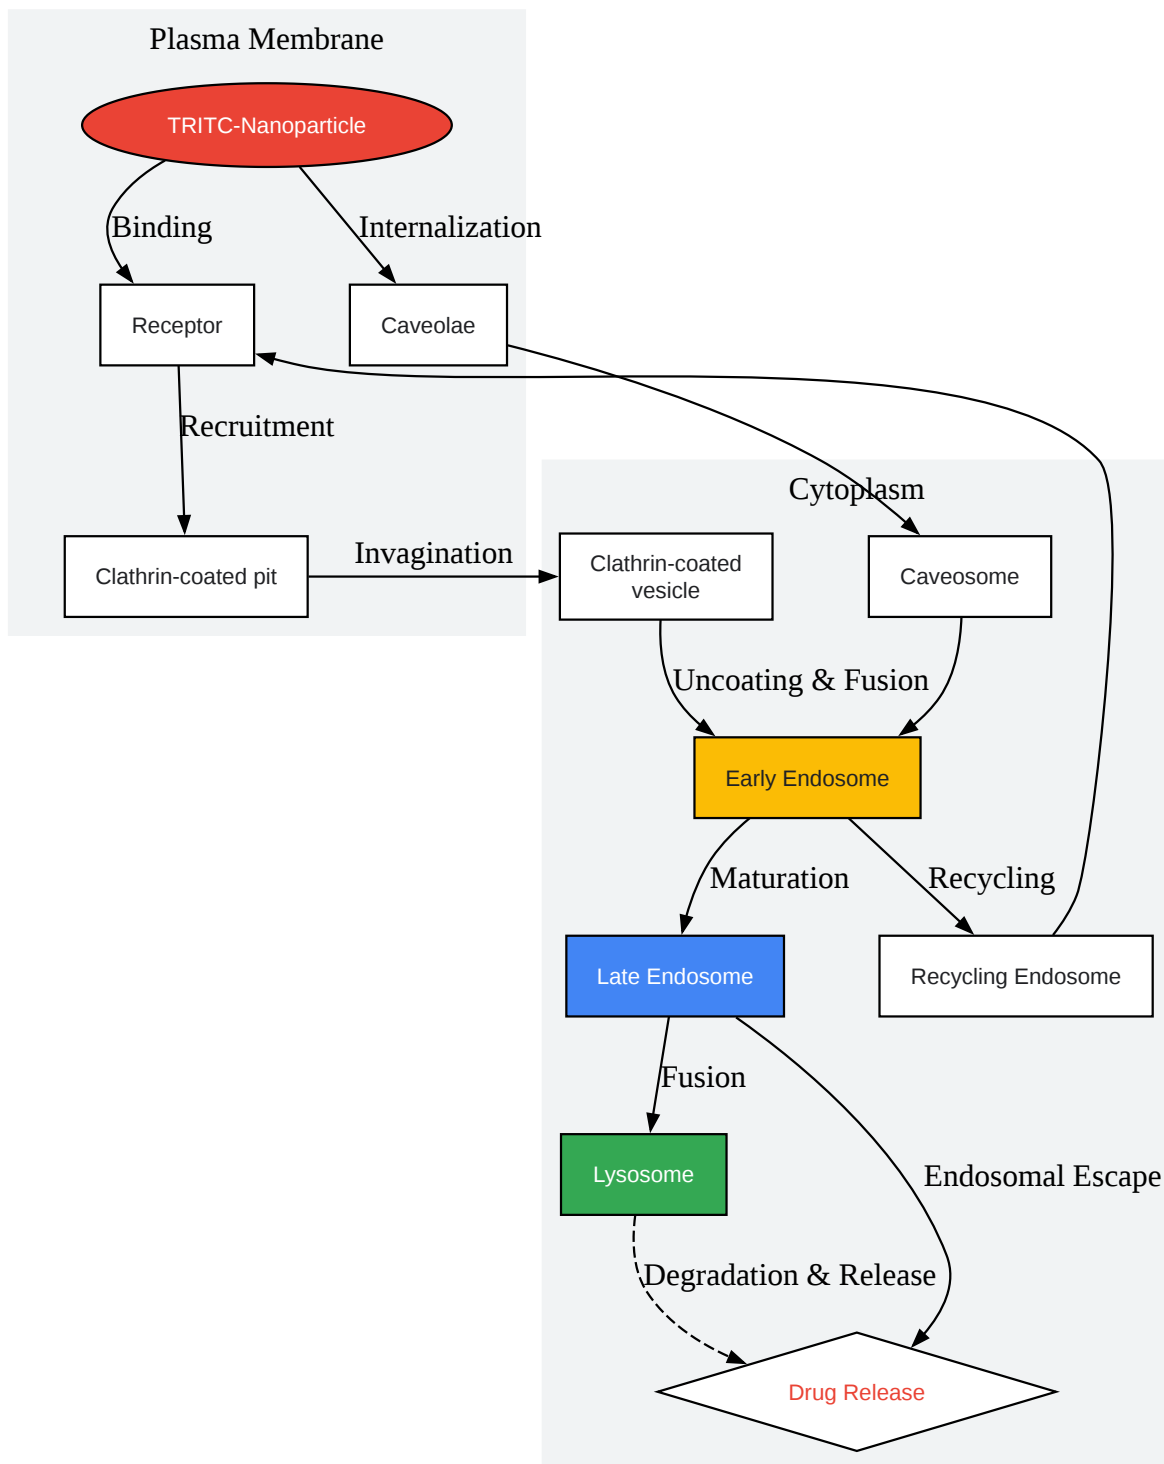 Plasma Membrane
TRITC-Nanoparticle
Binding
Internalization
Receptor
Caveolae
Recruitment
Cytoplasm
Clathrin-coated pit
Invagination
Clathrin-coated
vesicle
Caveosome
Uncoating & Fusion
Early Endosome
Maturation
Recycling
Late Endosome
Recycling Endosome
Fusion
Lysosome
Endosomal Escape
Degradation & Release
Drug Release